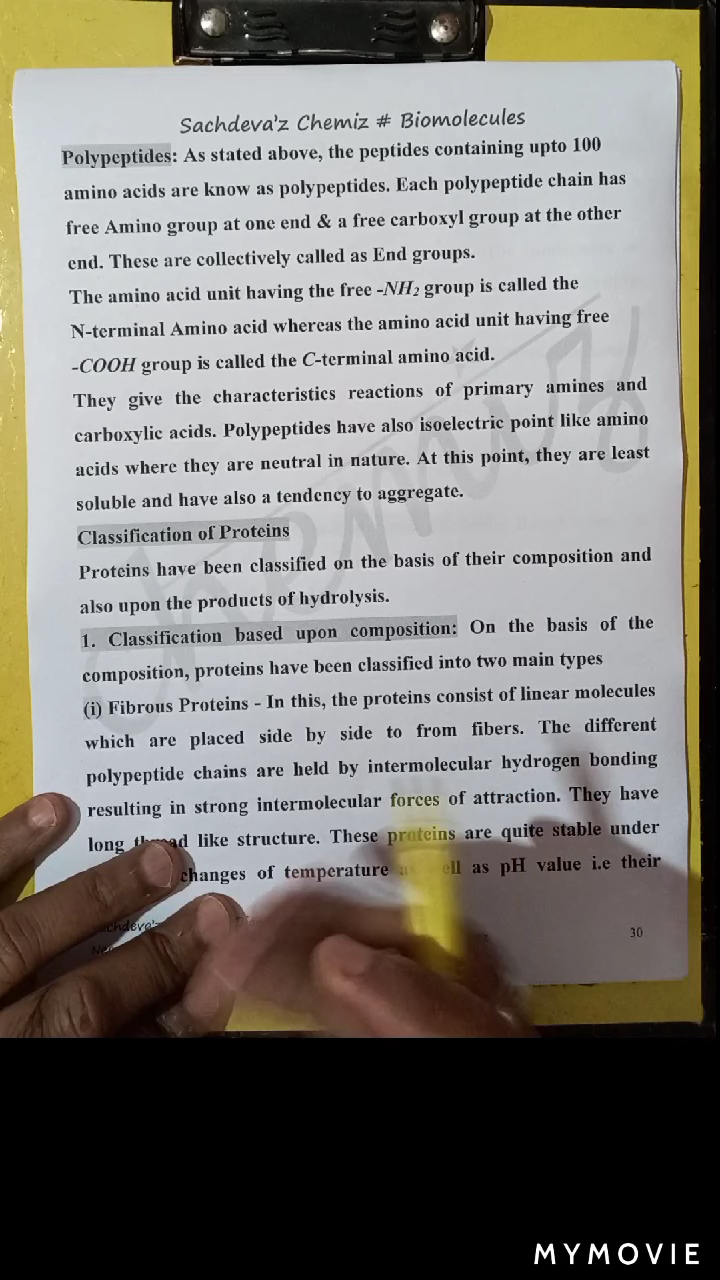 Sachdeva'z Chemiz # Biomolecules
Polypeptides: As stated above, the peptides containing upto 100
amino acids are know as polypeptides. Each polypeptide chain has
free Amino group at one end & a free carboxyl group at the other
end. These are collectively called as End groups.
The amino acid unit having the free -NH₂ group is called the
N-terminal Amino acid whereas the amino acid unit having free
-COOH group is called the C-terminal amino acid.
They give the characteristics reactions of primary amines and
carboxylic acids. Polypeptides have also isoelectric point like amino
acids where they are neutral in nature. At this point, they are least
soluble and have also a tendency to aggregate.
Classification of Proteins
Proteins have been classified on the basis of their composition and
also upon the products of hydrolysis.
1. Classification based upon composition: On the basis of the
composition, proteins have been classified into two main types
(i) Fibrous Proteins - In this, the proteins consist of linear molecules
which are placed side by side to from fibers. The different
polypeptide chains are held by intermolecular hydrogen bonding
resulting in strong intermolecular forces of attraction. They have
long thread like structure. These proteins are quite stable under
changes of temperature as well as pH value i.e their
30
MYMOVIE